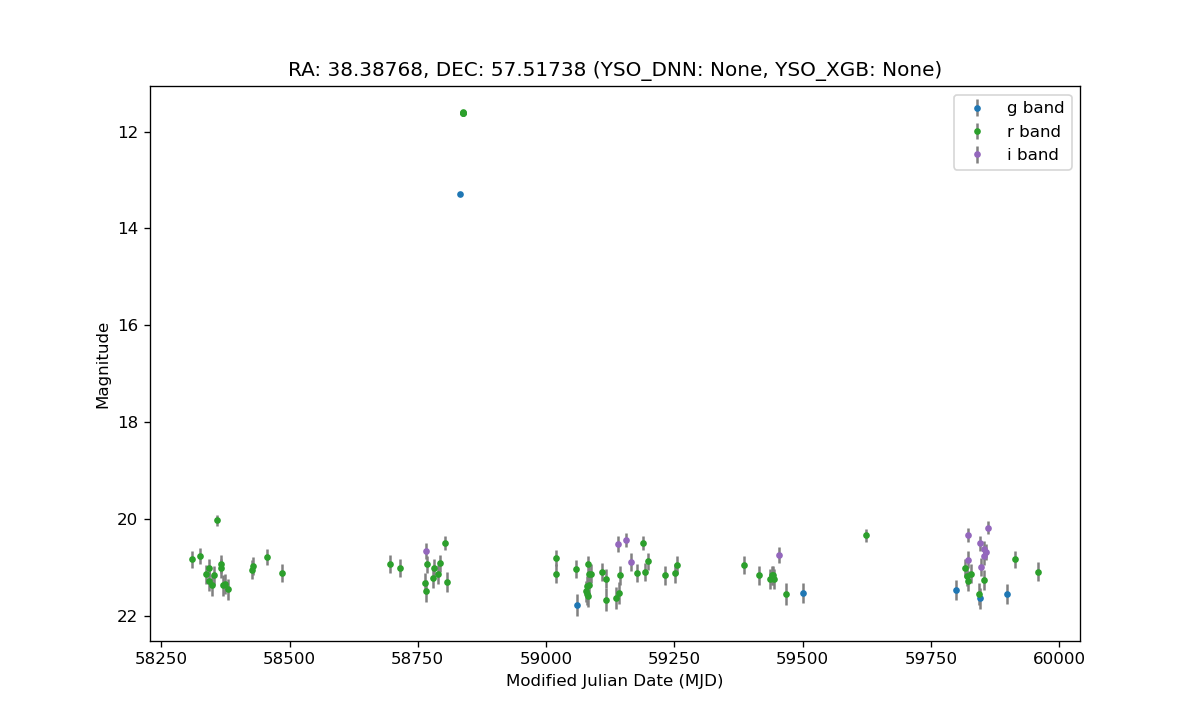 RA: 38.38768, DEC: 57.51738 (YSO_DNN: None, YSO_XGB: None)
g band
r band
i band
12
14
16
18
20
22
Magnitude
58250
58500
58750
59000
59250
59500
59750
60000
Modified Julian Date (MJD)